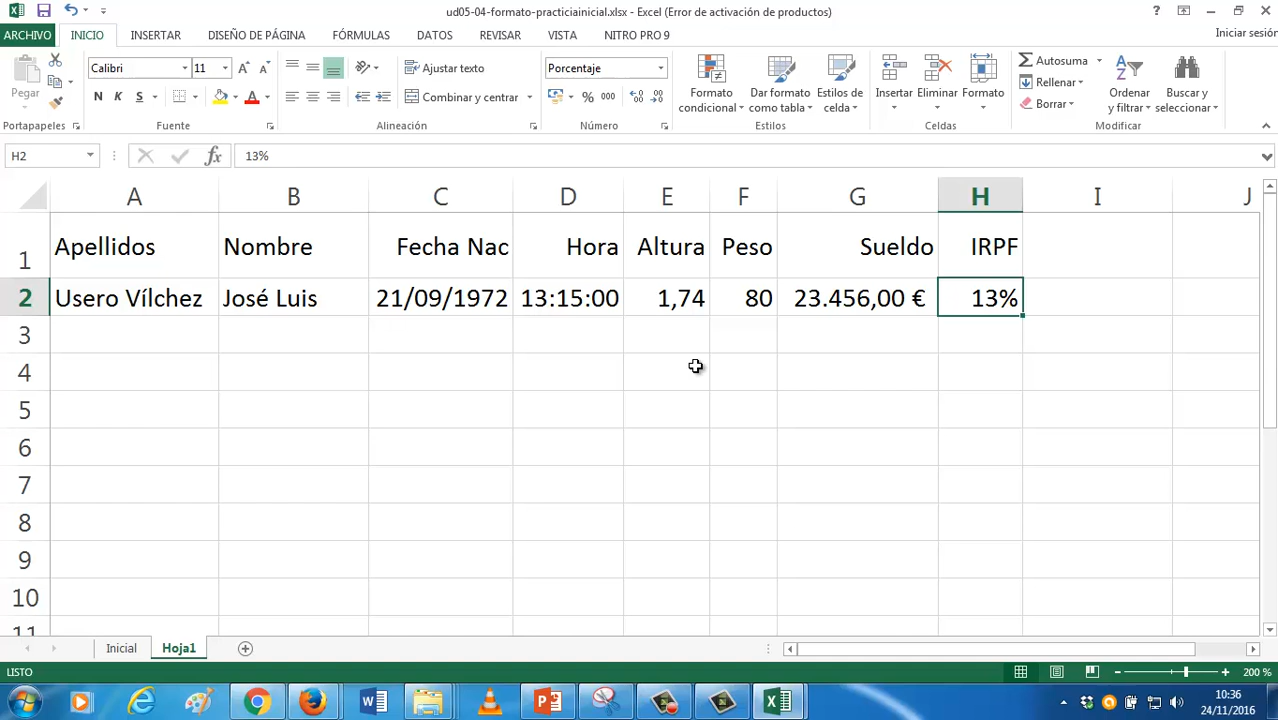 ud05-04-formato-practiciainicial.xlsx - Excel (Error de activación de productos)
?
ARCHIVO INICIO INSERTAR DISEÑO DE PÁGINA FÓRMULAS DATOS REVISAR VISTA NITRO PRO 9 Iniciar sesión
Pegar
Calibri 11
N K S A
Ajustar texto
Combinar y centrar
Porcentaje
% 000
Formato condicional
Dar formato como tabla
Estilos de celda
Insertar
Eliminar
Formato
Autosuma
Rellenar
Borrar
Ordenar y filtrar
Buscar y seleccionar
Portapapeles Fuente Alineación Número Estilos Celdas Modificar
H2 fx 13%
A B C D E F G H I J
1 Apellidos Nombre Fecha Nac Hora Altura Peso Sueldo IRPF
2 Usero Vílchez José Luis 21/09/1972 13:15:00 1,74 80 23.456,00 € 13%
3
4
5
6
7
8
9
10
11
Inicial Hoja1
LISTO 200 %
10:36
24/11/2016